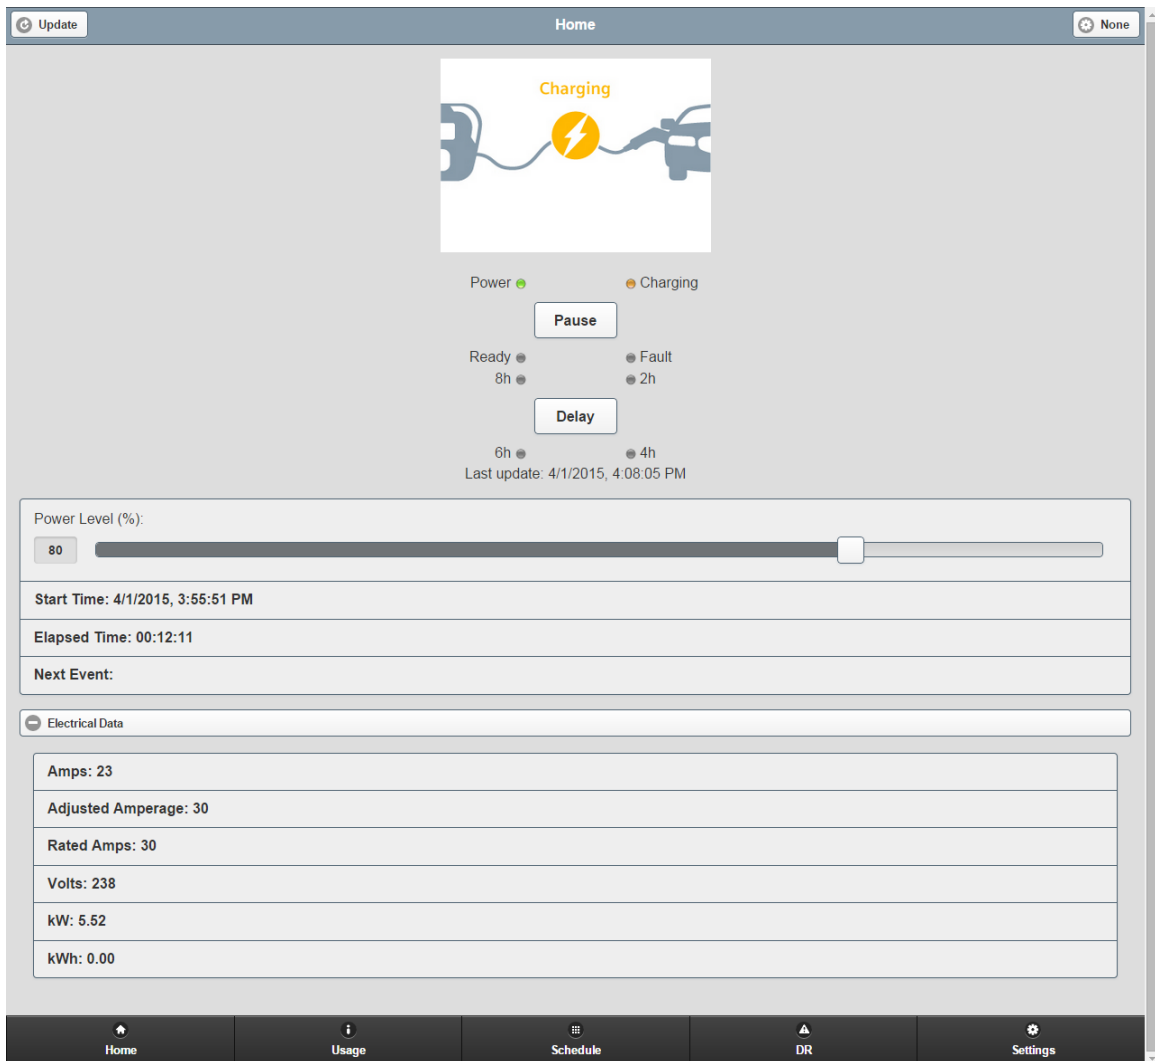 Update Home None
Charging
Power Charging
Pause
Ready Fault
8h 2h
Delay
6h 4h
Last update: 4/1/2015, 4:08:05 PM
Power Level (%):
80
Start Time: 4/1/2015, 3:55:51 PM
Elapsed Time: 00:12:11
Next Event:
Electrical Data
Amps: 23
Adjusted Amperage: 30
Rated Amps: 30
Volts: 238
kW: 5.52
kWh: 0.00
Home Usage Schedule DR Settings